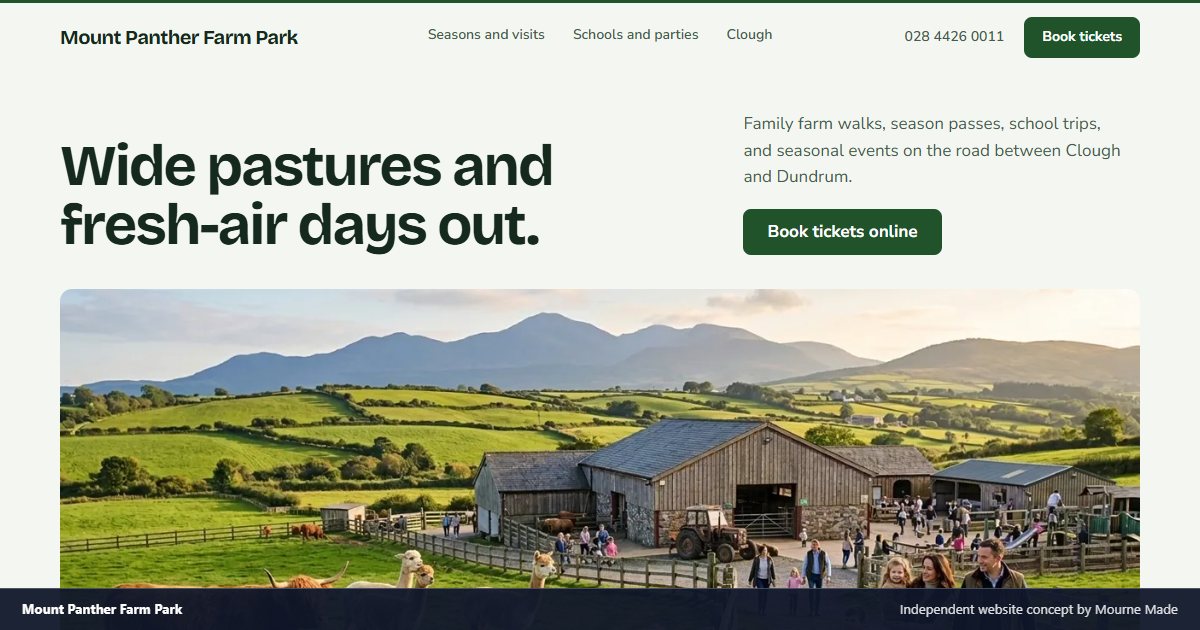 Mount Panther Farm Park
Seasons and visits
Schools and parties
Clough
028 4426 0011
Book tickets
Wide pastures and
fresh-air days out.
Family farm walks, season passes, school trips,
and seasonal events on the road between Clough
and Dundrum.
Book tickets online
Mount Panther Farm Park
Independent website concept by Mourne Made